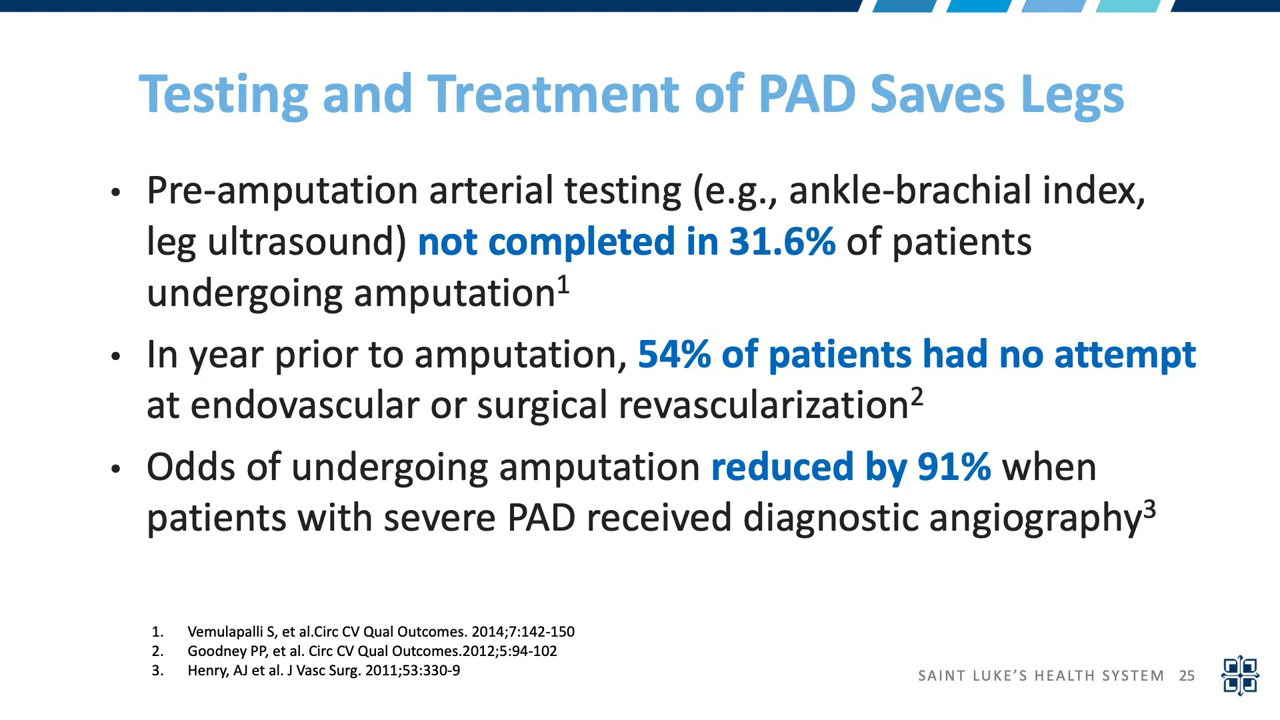 Testing and Treatment of PAD Saves Legs
• Pre-amputation arterial testing (e.g., ankle-brachial index,
leg ultrasound) not completed in 31.6% of patients
undergoing amputation¹
• In year prior to amputation, 54% of patients had no attempt
at endovascular or surgical revascularization²
• Odds of undergoing amputation reduced by 91% when
patients with severe PAD received diagnostic angiography³
1. Vemulapalli S, et al.Circ CV Qual Outcomes. 2014;7:142-150
2. Goodney PP, et al. Circ CV Qual Outcomes.2012;5:94-102
3. Henry, AJ et al. J Vasc Surg. 2011;53:330-9
SAINT LUKE'S HEALTH SYSTEM 25